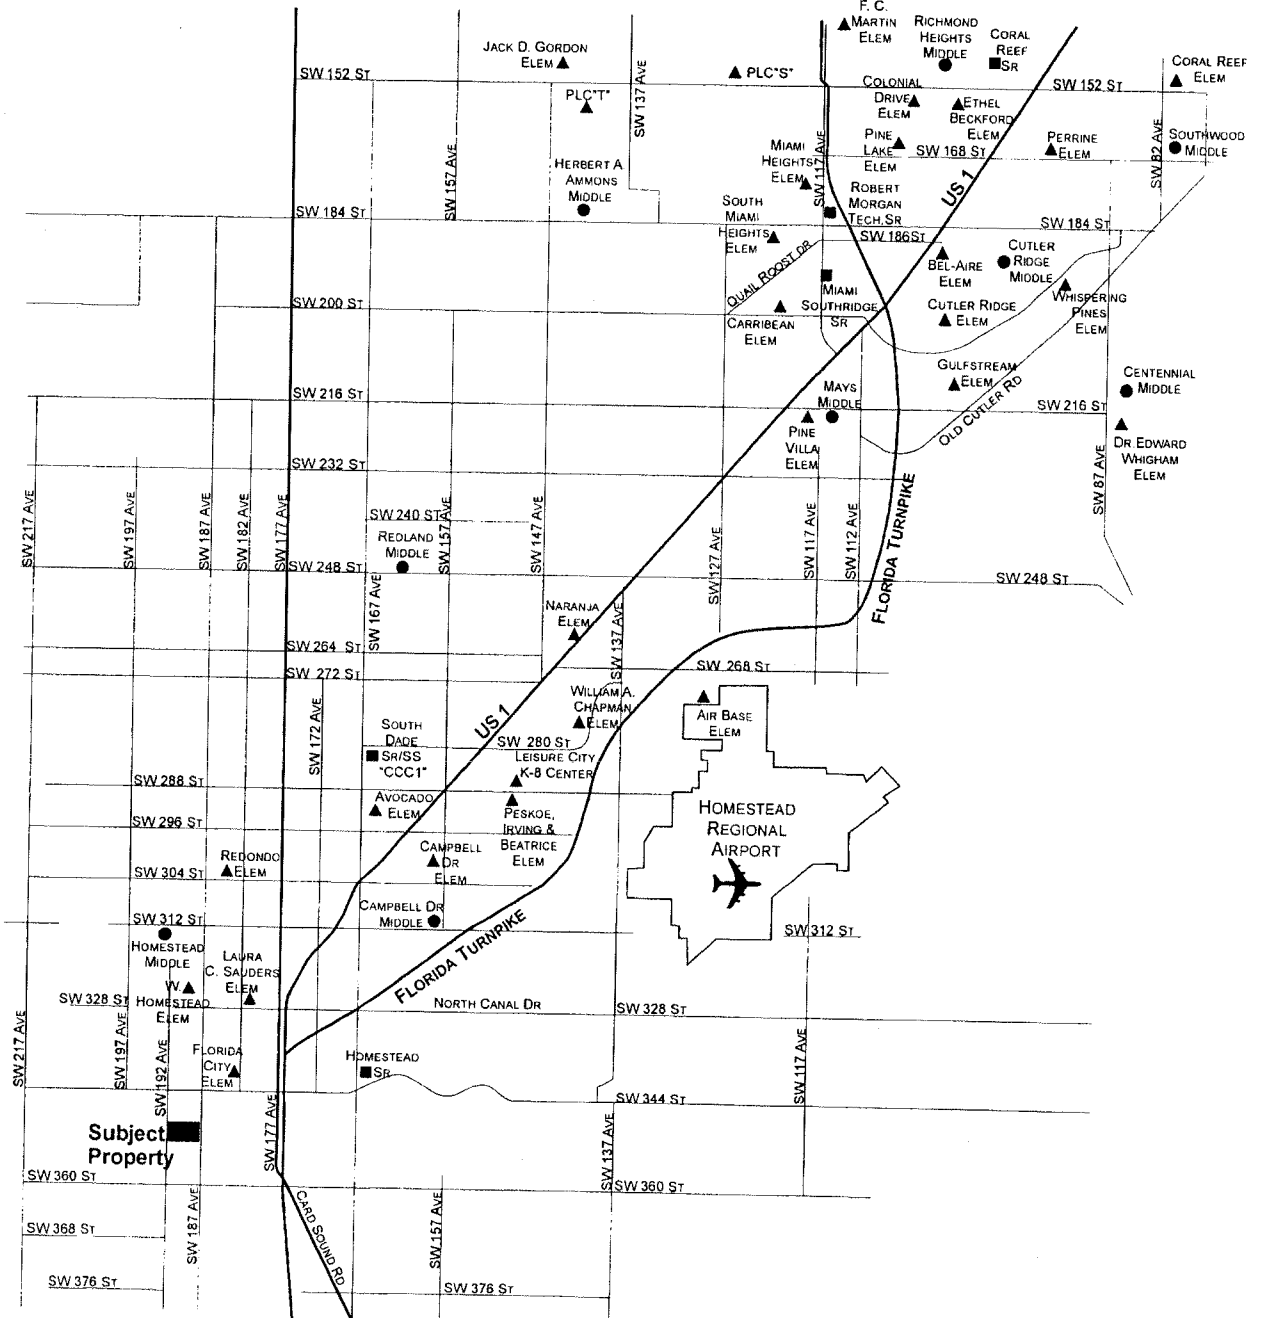 F. C.
MARTIN
ELEM
RICHMOND
HEIGHTS
MIDDLE
CORAL
REEF
SR
JACK D. GORDON
ELEM
CORAL REEF
ELEM
SW 152 ST
PLC"S"
SW 152 ST
PLC"T"
SW 137 AVE
COLONIAL
DRIVE
ELEM
ETHEL
BECKFORD
ELEM
SW 157 AVE
HERBERT A
AMMONS
MIDDLE
MIAMI
HEIGHTS
ELEM
SW 117 AVE
PINE
LAKE
ELEM
SW 168 ST
PERRINE
ELEM
SW 82 AVE
SOUTHWOOD
MIDDLE
US 1
ROBERT
MORGAN
TECH.SR
SOUTH
MIAMI
HEIGHTS
ELEM
SW 184 ST
SW 184 ST
SW 186ST
QUAIL ROOST DR
BEL-AIRE
ELEM
CUTLER
RIDGE
MIDDLE
SW 200 ST
MIAMI
SOUTHRIDGE
SR
CARRIBEAN
ELEM
CUTLER RIDGE
ELEM
WHISPERING
PINES
ELEM
GULFSTREAM
ELEM
CENTENNIAL
MIDDLE
SW 216 ST
MAYS
MIDDLE
OLD CUTLER RD
SW 216 ST
PINE
VILLA
ELEM
DR.EDWARD
WHIGHAM
ELEM
SW 232 ST
SW 87 AVE
SW 217 AVE
SW 197 AVE
SW 187 AVE
SW 182 AVE
SW 177 AVE
SW 240 ST
SW 157 AVE
SW 147 AVE
SW 127 AVE
SW 117 AVE
SW 112 AVE
FLORIDA TURNPIKE
REDLAND
MIDDLE
SW 248 ST
SW 248 ST
SW 167 AVE
NARANJA
ELEM
SW 137 AVE
SW 264 ST
SW 272 ST
SW 268 ST
SW 172 AVE
US 1
WILLIAM A.
CHAPMAN
ELEM
AIR BASE
ELEM
SOUTH
DADE
SR/SS
"CCC1"
SW 280 ST
LEISURE CITY
K-8 CENTER
SW 288 ST
AVOCADO
ELEM
PESKOE,
IRVING &
BEATRICE
ELEM
HOMESTEAD
REGIONAL
AIRPORT
SW 296 ST
REDONDO
ELEM
CAMPBELL
DR
ELEM
SW 304 ST
SW 312 ST
CAMPBELL DR
MIDDLE
SW 312 ST
HOMESTEAD
MIDDLE
LAURA
C. SAUDERS
ELEM
FLORIDA TURNPIKE
W.
HOMESTEAD
ELEM
SW 328 ST
NORTH CANAL DR
SW 328 ST
SW 217 AVE
SW 197 AVE
SW 192 AVE
FLORIDA
CITY
ELEM
HOMESTEAD
SR
SW 117 AVE
SW 344 ST
SW 177 AVE
Subject
Property
SW 137 AVE
SW 360 ST
SW 360 ST
SW 187 AVE
CARD SOUND RD
SW 157 AVE
SW 368 ST
SW 376 ST
SW 376 ST